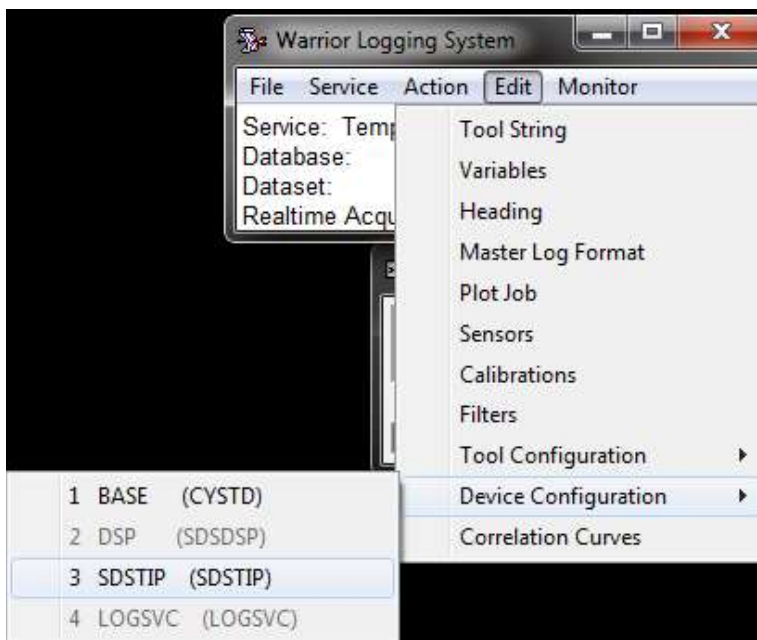 Warrior Logging System
File Service Action Edit Monitor
Service: Temp
Database:
Dataset:
Realtime Acqu
Tool String
Variables
Heading
Master Log Format
Plot Job
Sensors
Calibrations
Filters
Tool Configuration
Device Configuration
Correlation Curves
1 BASE (CYSTD)
2 DSP (SDSDSP)
3 SDSTIP (SDSTIP)
4 LOGSVC (LOGSVC)